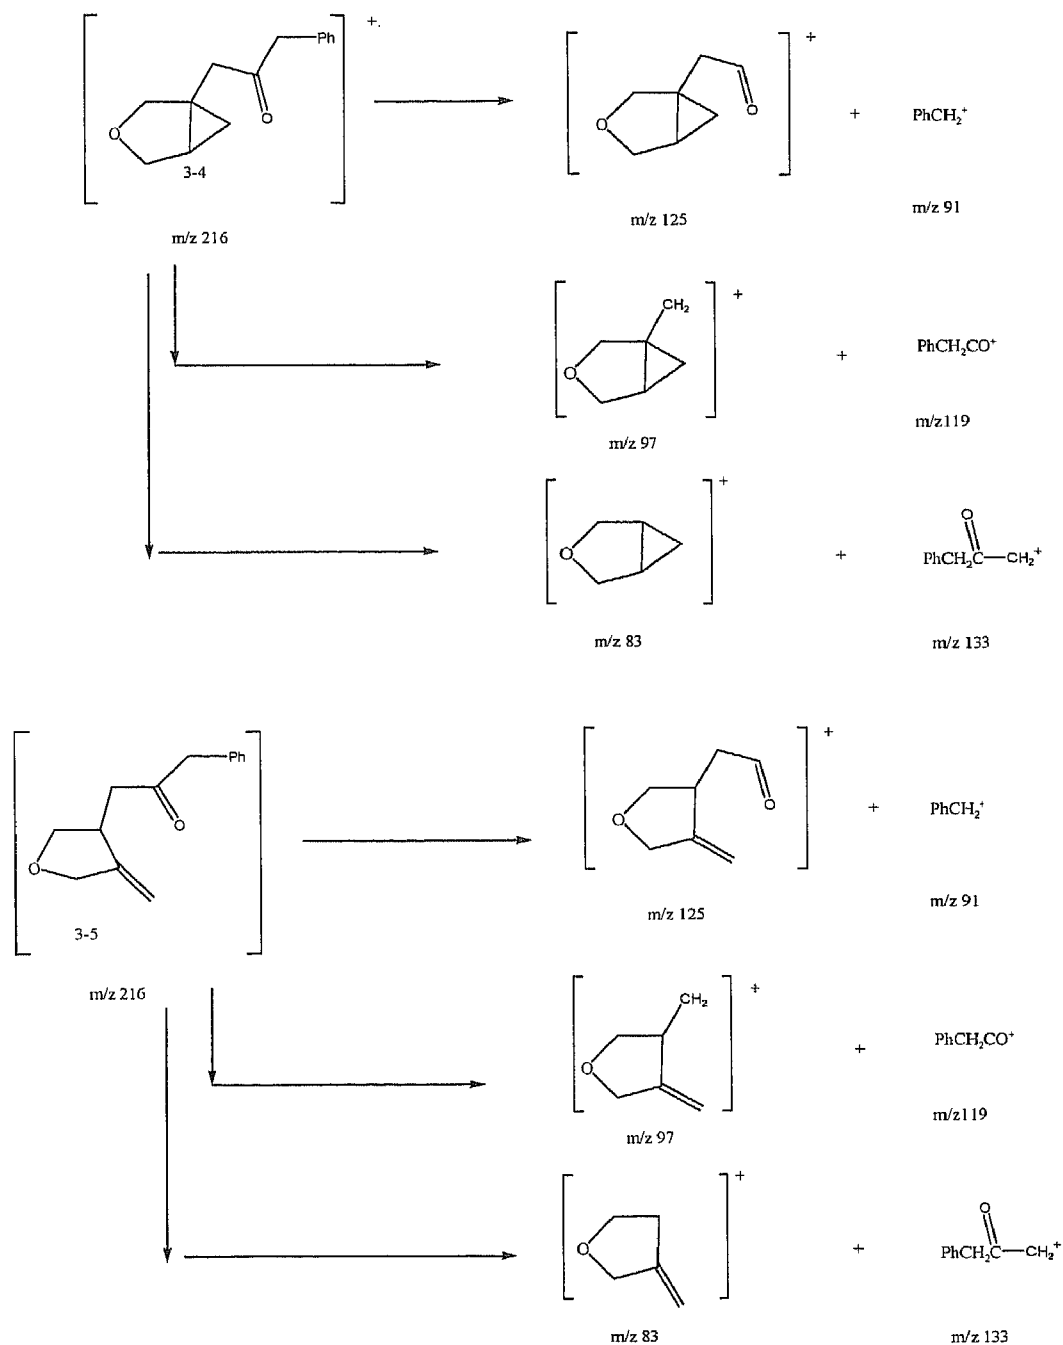 +.
Ph
O
O
3-4
m/z 216
+
O
O
m/z 125
+
PhCH₂⁺
m/z 91
+
CH₂
O
m/z 97
+
PhCH₂CO⁺
m/z119
+
O
m/z 83
+
O
PhCH₂C—CH₂⁺
m/z 133
Ph
O
O
3-5
m/z 216
+
O
O
m/z 125
+
PhCH₂⁺
m/z 91
+
CH₂
O
m/z 97
+
PhCH₂CO⁺
m/z119
+
O
m/z 83
+
O
PhCH₂C—CH₂⁺
m/z 133